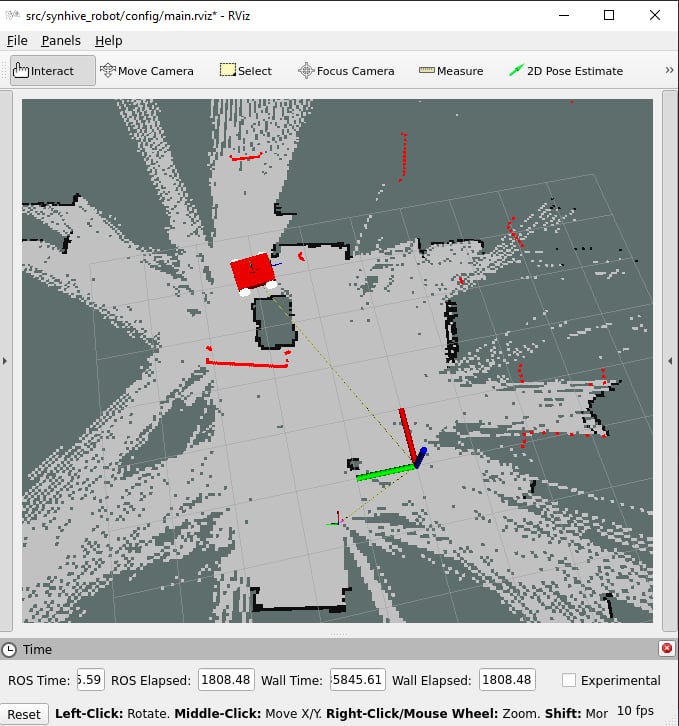 src/synhive_robot/config/main.rviz* - RViz
File Panels Help
Interact Move Camera Select Focus Camera Measure 2D Pose Estimate »
Time
ROS Time: 5.59 ROS Elapsed: 1808.48 Wall Time: 5845.61 Wall Elapsed: 1808.48 Experimental
Reset Left-Click: Rotate. Middle-Click: Move X/Y. Right-Click/Mouse Wheel: Zoom. Shift: Mor 10 fps